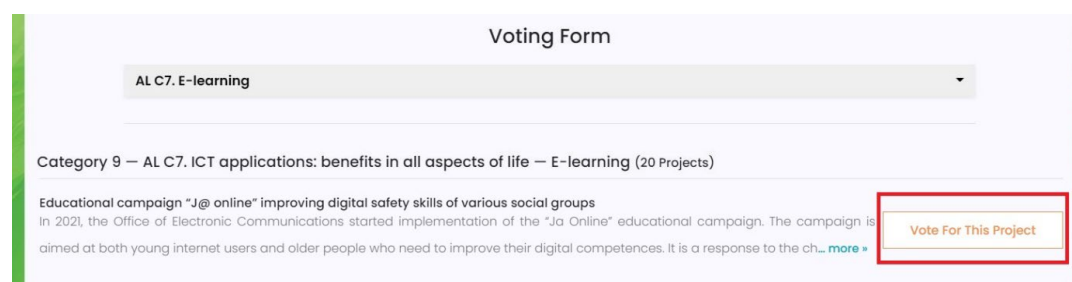 Voting Form
AL C7. E-learning
Category 9 — AL C7. ICT applications: benefits in all aspects of life — E-learning (20 Projects)
Educational campaign “J@ online” improving digital safety skills of various social groups
In 2021, the Office of Electronic Communications started implementation of the “Ja Online” educational campaign. The campaign is
aimed at both young internet users and older people who need to improve their digital competences. It is a response to the ch... more »
Vote For This Project